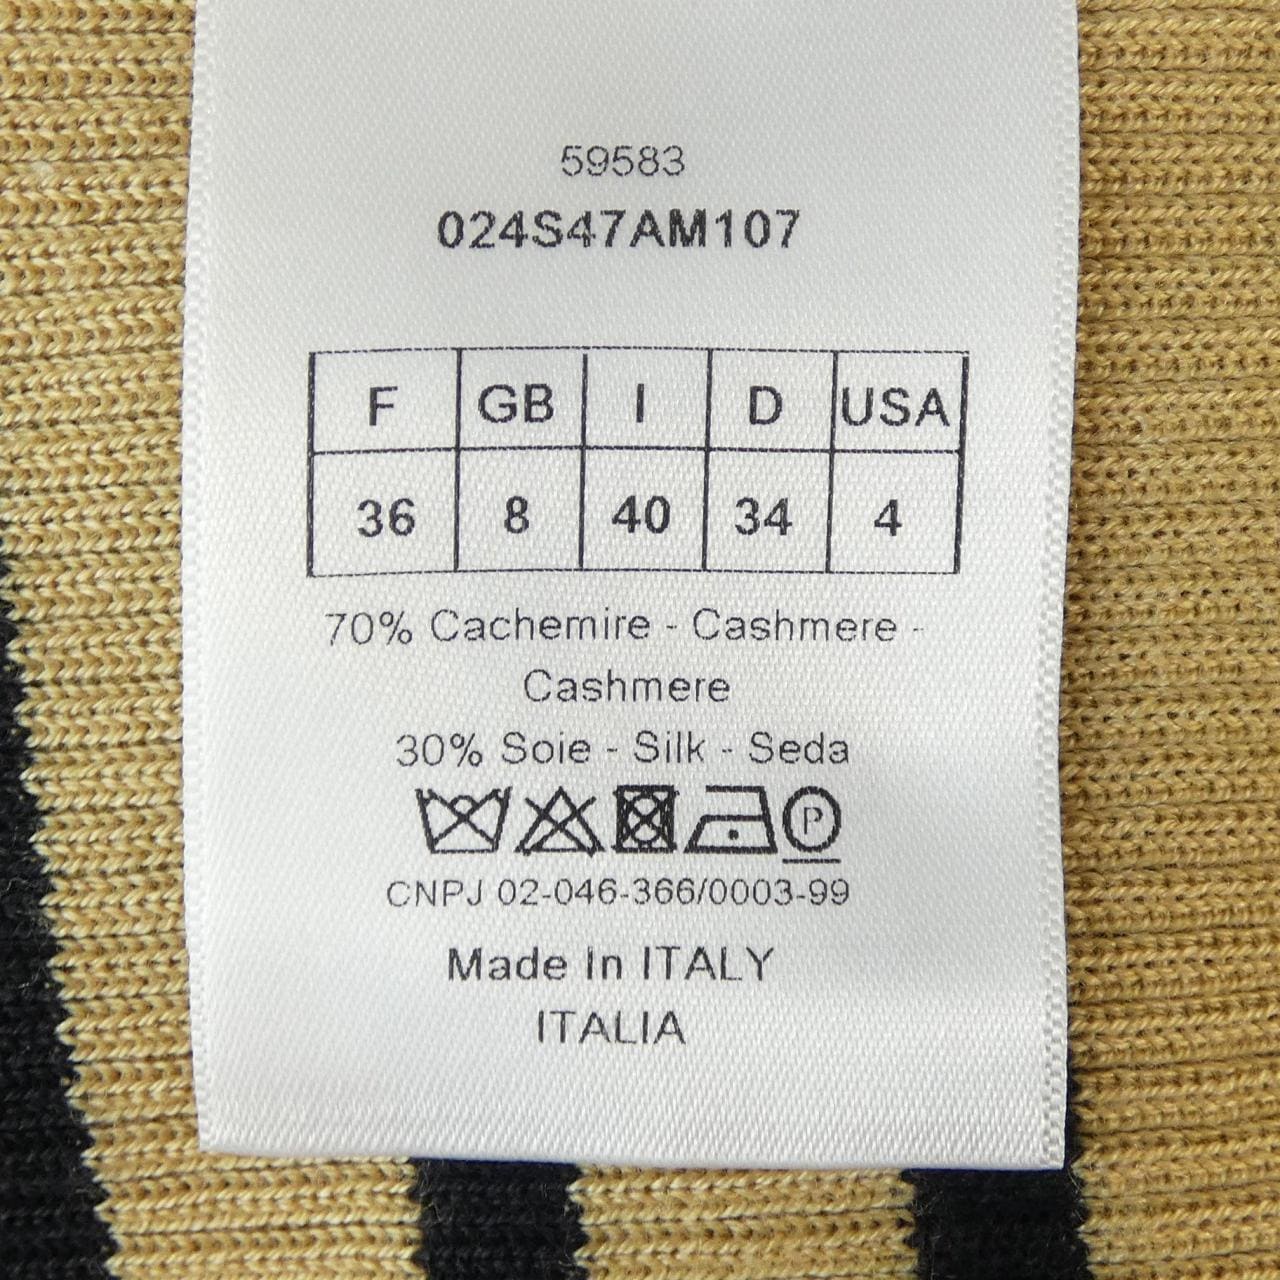 59583
024S47AM107
F GB I D USA
36 8 40 34 4
70% Cachemire - Cashmere -
Cashmere
30% Soie - Silk - Seda
P
CNPJ 02-046-366/0003-99
Made in ITALY
ITALIA